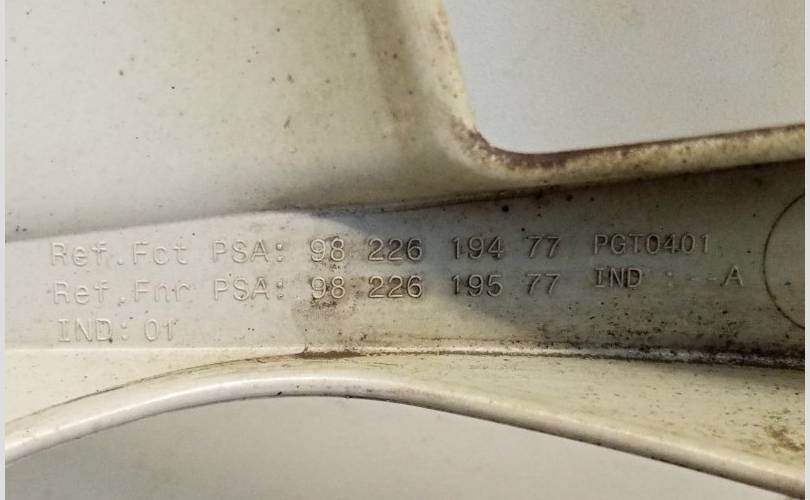 Ref.Fct PSA: 98 226 194 77 PGT0401
Ref.Fnr PSA: 98 226 195 77 IND : --A
IND: 01